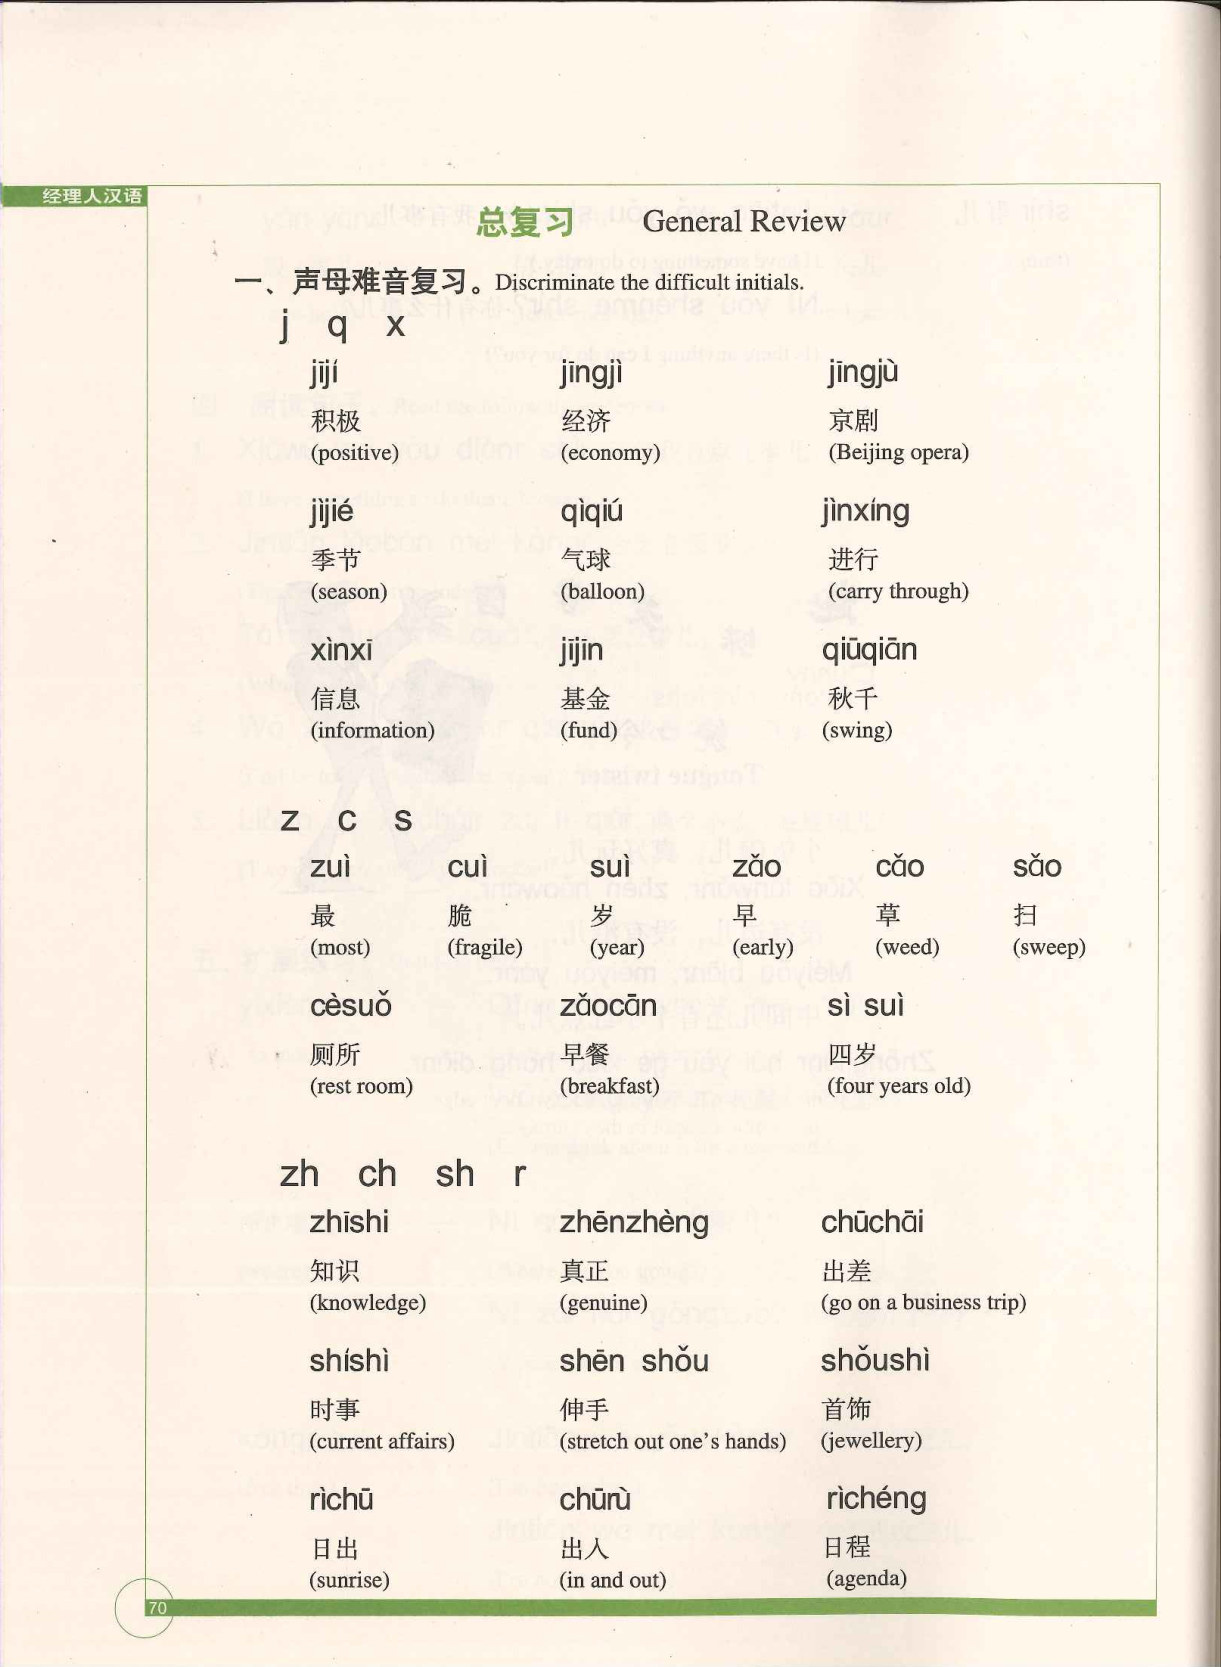 经理人汉语
总复习 General Review
一、声母难音复习。Discriminate the difficult initials.
j q x
jījí jīngjì jīngjù
积极 经济 京剧
(positive) (economy) (Beijing opera)
jìjié qìqiú jìnxíng
季节 气球 进行
(season) (balloon) (carry through)
xìnxī jījīn qiūqiān
信息 基金 秋千
(information) (fund) (swing)
z c s
zuì cuì suì zǎo cǎo sǎo
最 脆 岁 早 草 扫
(most) (fragile) (year) (early) (weed) (sweep)
cèsuǒ zǎocān sì suì
厕所 早餐 四岁
(rest room) (breakfast) (four years old)
zh ch sh r
zhīshi zhēnzhèng chūchāi
知识 真正 出差
(knowledge) (genuine) (go on a business trip)
shíshì shēn shǒu shǒushì
时事 伸手 首饰
(current affairs) (stretch out one's hands) (jewellery)
rìchū chūrù rìchéng
日出 出入 日程
(sunrise) (in and out) (agenda)
70